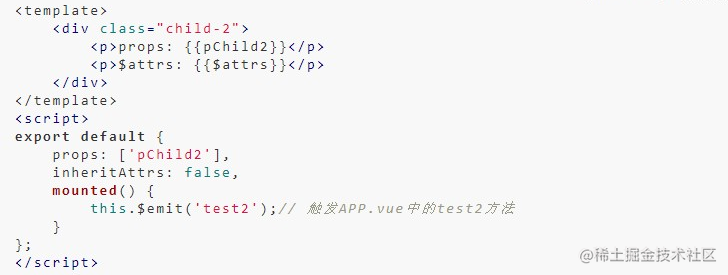 <template>
    <div class="child-2">
        <p>props: {{pChild2}}</p>
        <p>$attrs: {{$attrs}}</p>
    </div>
</template>
<script>
export default {
    props: ['pChild2'],
    inheritAttrs: false,
    mounted() {
        this.$emit('test2');// 触发APP.vue中的test2方法
    }
};
</script>
@稀土掘金技术社区